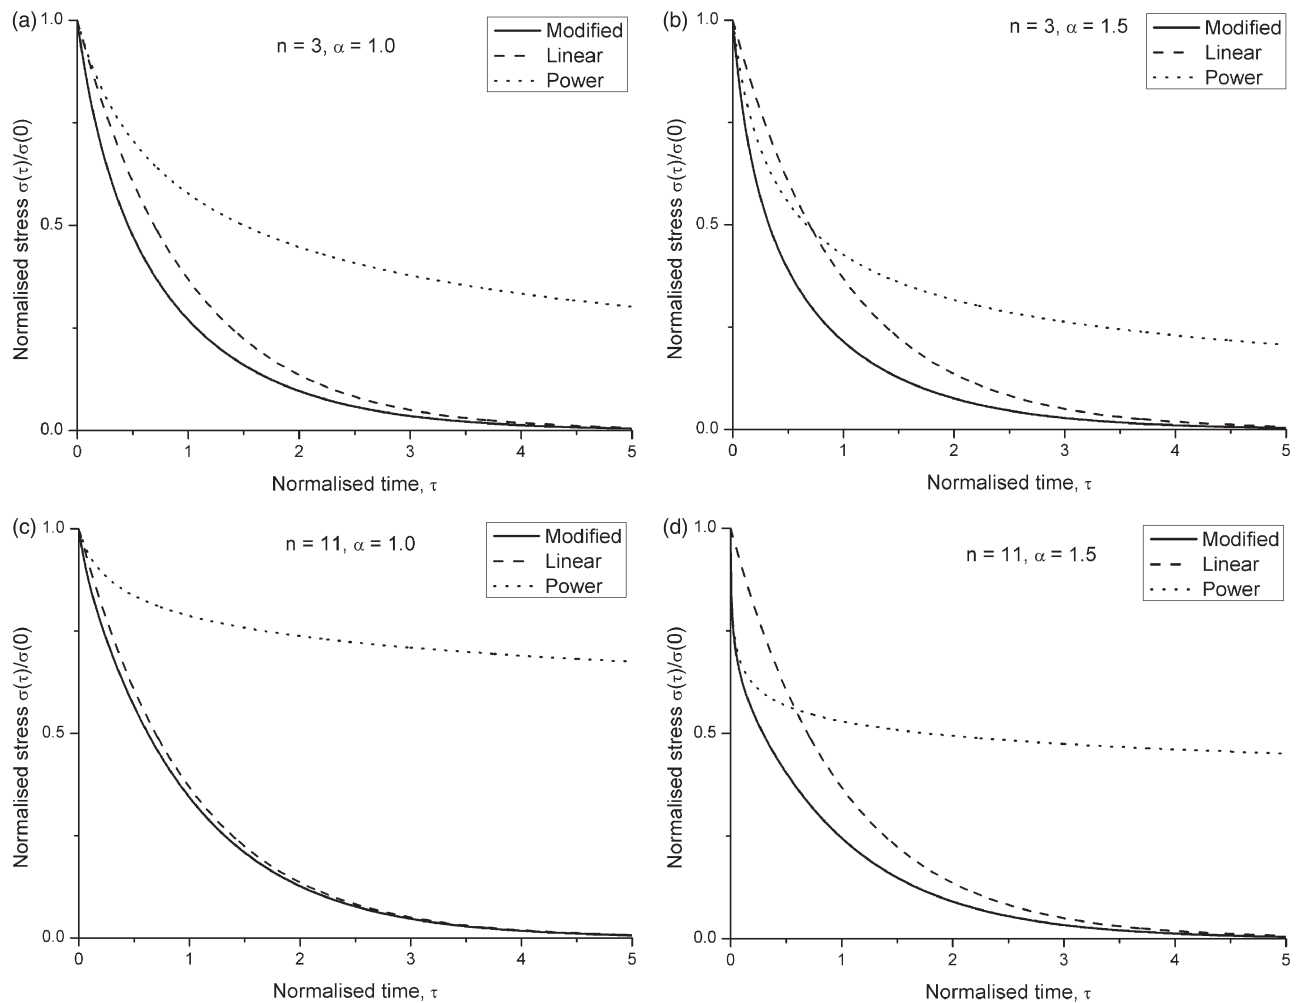 (a)
1.0
0.5
0.0
Normalised stress σ(τ)/σ(0)
n = 3, α = 1.0
Modified
Linear
Power
0 1 2 3 4 5
Normalised time, τ
(b)
1.0
0.5
0.0
Normalised stress σ(τ)/σ(0)
n = 3, α = 1.5
Modified
Linear
Power
0 1 2 3 4 5
Normalised time, τ
(c)
1.0
0.5
0.0
Normalised stress σ(τ)/σ(0)
n = 11, α = 1.0
Modified
Linear
Power
0 1 2 3 4 5
Normalised time, τ
(d)
1.0
0.5
0.0
Normalised stress σ(τ)/σ(0)
n = 11, α = 1.5
Modified
Linear
Power
0 1 2 3 4 5
Normalised time, τ